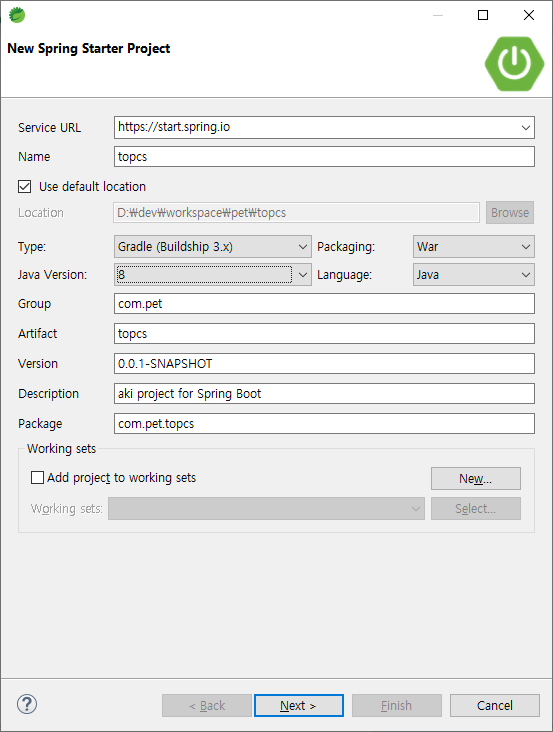 New Spring Starter Project
Service URL https://start.spring.io
Name topcs
Use default location
Location D:₩dev₩workspace₩pet₩topcs Browse
Type: Gradle (Buildship 3.x) Packaging: War
Java Version: 8 Language: Java
Group com.pet
Artifact topcs
Version 0.0.1-SNAPSHOT
Description aki project for Spring Boot
Package com.pet.topcs
Working sets
Add project to working sets New...
Working sets: Select...
? < Back Next > Finish Cancel